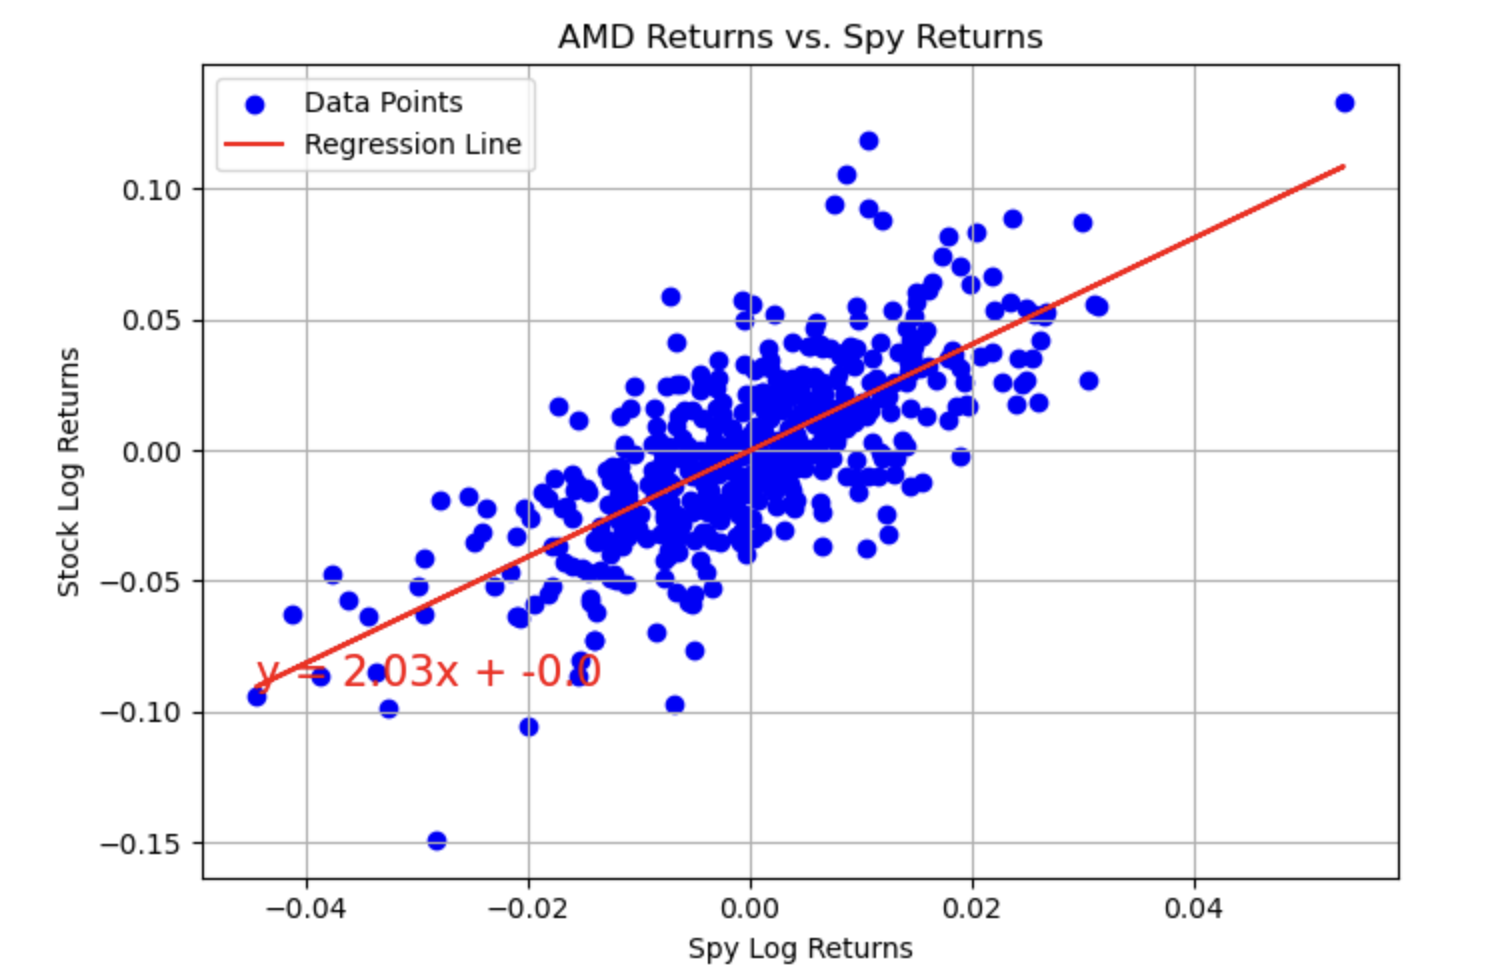 AMD Returns vs. Spy Returns
Data Points
Regression Line
0.10
0.05
0.00
−0.05
−0.10
−0.15
Stock Log Returns
y = 2.03x + -0.0
−0.04
−0.02
0.00
0.02
0.04
Spy Log Returns